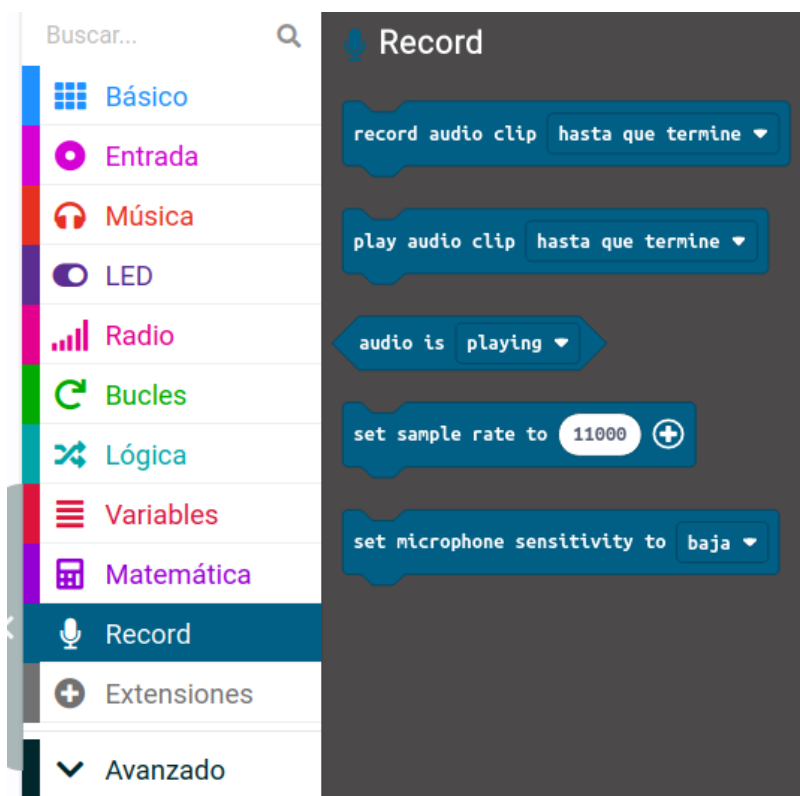 Buscar...
Básico
Entrada
Música
LED
Radio
Bucles
Lógica
Variables
Matemática
Record
Extensiones
Avanzado
Record
record audio clip hasta que termine
play audio clip hasta que termine
audio is playing
set sample rate to 11000
set microphone sensitivity to baja